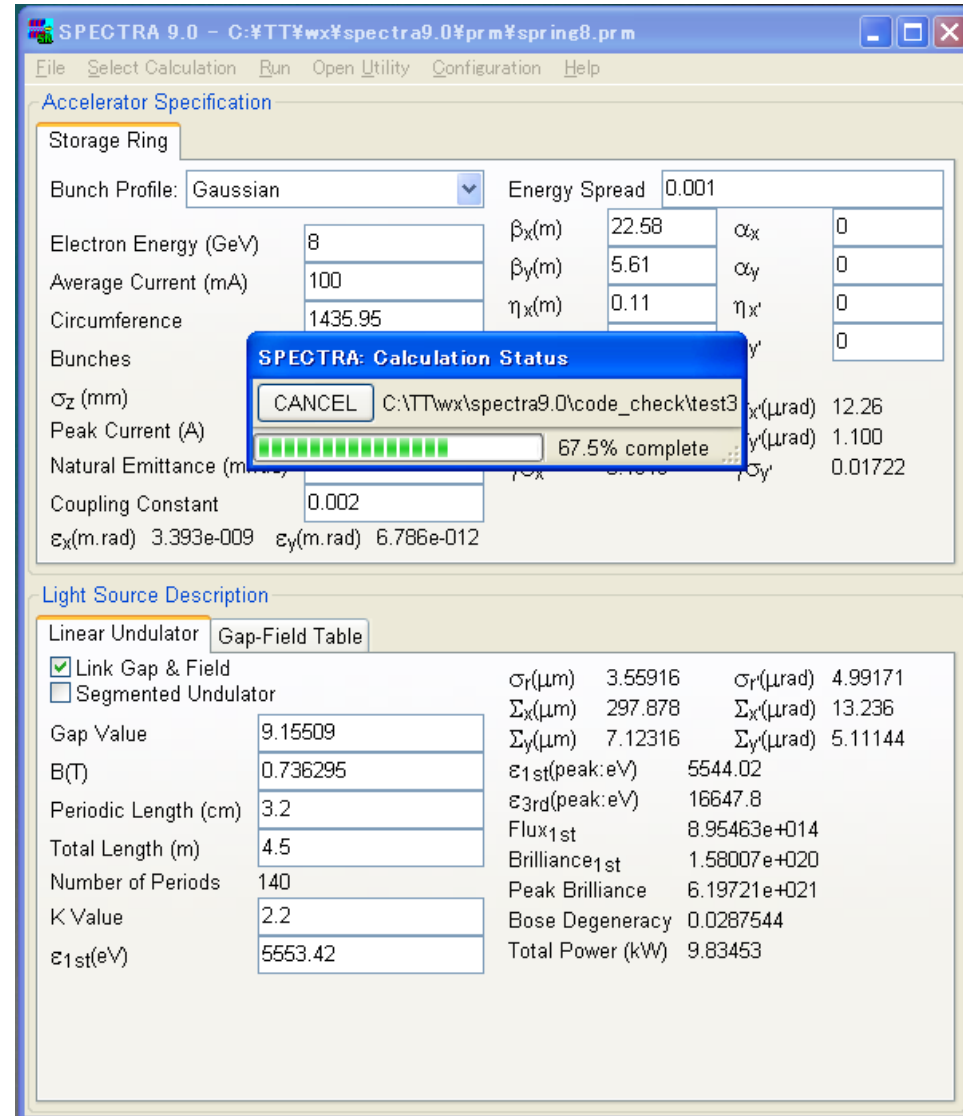 SPECTRA 9.0 - C:¥TT¥wx¥spectra9.0¥prm¥spring8.prm
File Select Calculation Run Open Utility Configuration Help
Accelerator Specification
Storage Ring
Bunch Profile: Gaussian Energy Spread 0.001
Electron Energy (GeV) 8 βx(m) 22.58 αx 0
Average Current (mA) 100 βy(m) 5.61 αy 0
Circumference 1435.95 ηx(m) 0.11 ηx' 0
Bunches y' 0
SPECTRA: Calculation Status
CANCEL C:\TT\wx\spectra9.0\code_check\test3
67.5% complete
σz (mm) x'(μrad) 12.26
Peak Current (A) y'(μrad) 1.100
Natural Emittance (m γσy' 0.01722
Coupling Constant 0.002
εx(m.rad) 3.393e-009 εy(m.rad) 6.786e-012
Light Source Description
Linear Undulator Gap-Field Table
Link Gap & Field
Segmented Undulator
Gap Value 9.15509
B(T) 0.736295
Periodic Length (cm) 3.2
Total Length (m) 4.5
Number of Periods 140
K Value 2.2
ε1st(eV) 5553.42
σr(μm) 3.55916 σr'(μrad) 4.99171
Σx(μm) 297.878 Σx'(μrad) 13.236
Σy(μm) 7.12316 Σy'(μrad) 5.11144
ε1st(peak:eV) 5544.02
ε3rd(peak:eV) 16647.8
Flux1st 8.95463e+014
Brilliance1st 1.58007e+020
Peak Brilliance 6.19721e+021
Bose Degeneracy 0.0287544
Total Power (kW) 9.83453